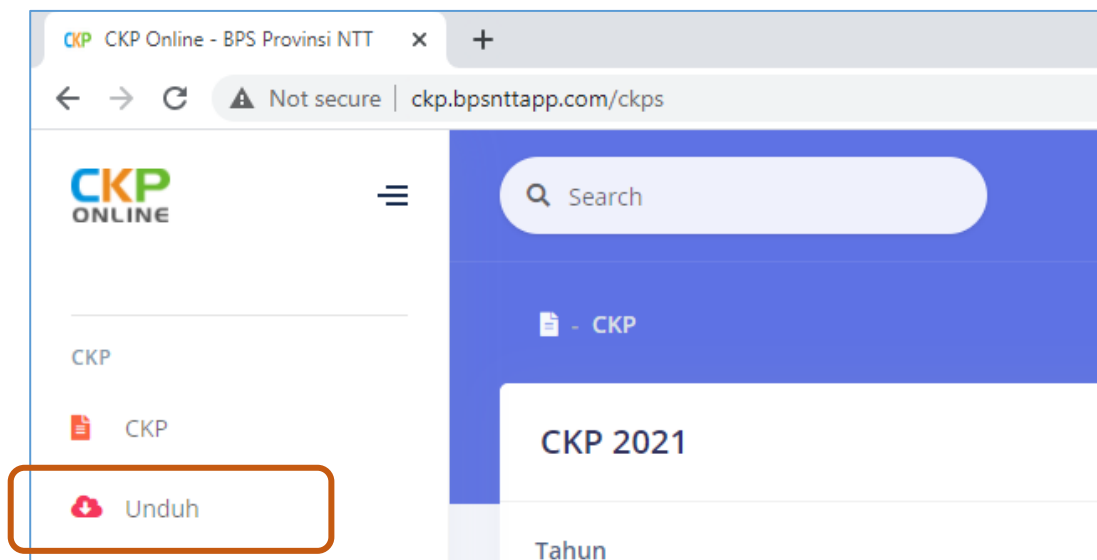 CKP CKP Online - BPS Provinsi NTT
Not secure | ckp.bpsnttapp.com/ckps
CKP
ONLINE
Search
- CKP
CKP
CKP
CKP 2021
Unduh
Tahun